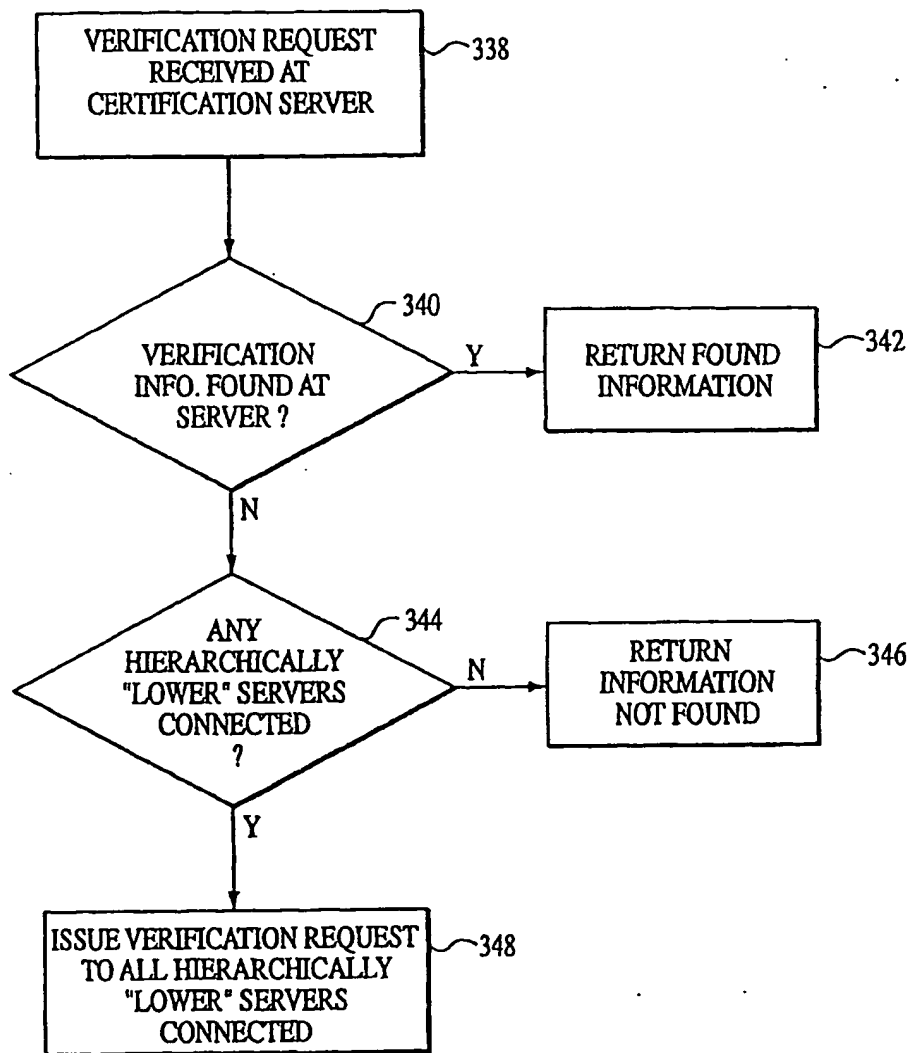 VERIFICATION REQUEST
RECEIVED AT
CERTIFICATION SERVER
338
340
VERIFICATION
INFO. FOUND AT
SERVER ?
Y
RETURN FOUND
INFORMATION
342
N
344
ANY
HIERARCHICALLY
"LOWER" SERVERS
CONNECTED
?
N
RETURN
INFORMATION
NOT FOUND
346
Y
ISSUE VERIFICATION REQUEST
TO ALL HIERARCHICALLY
"LOWER" SERVERS
CONNECTED
348